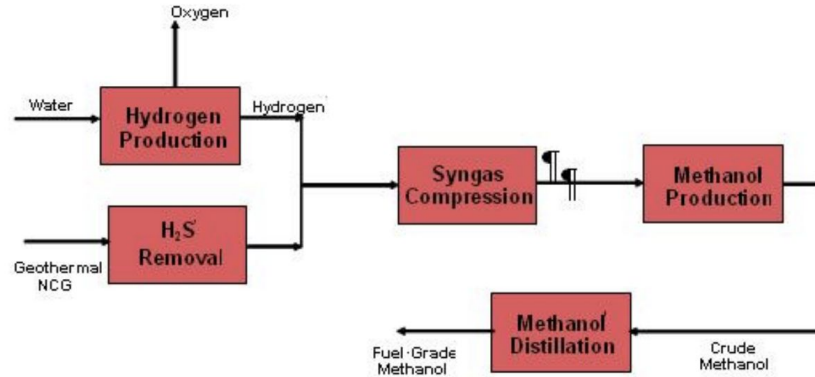 Oxygen
Water
Hydrogen
Production
Hydrogen
H₂S
Removal
Geothermal
NCG
Syngas
Compression
¶¶
Methanol
Production
Methanol
Distillation
Fuel·Grade
Methanol
Crude
Methanol